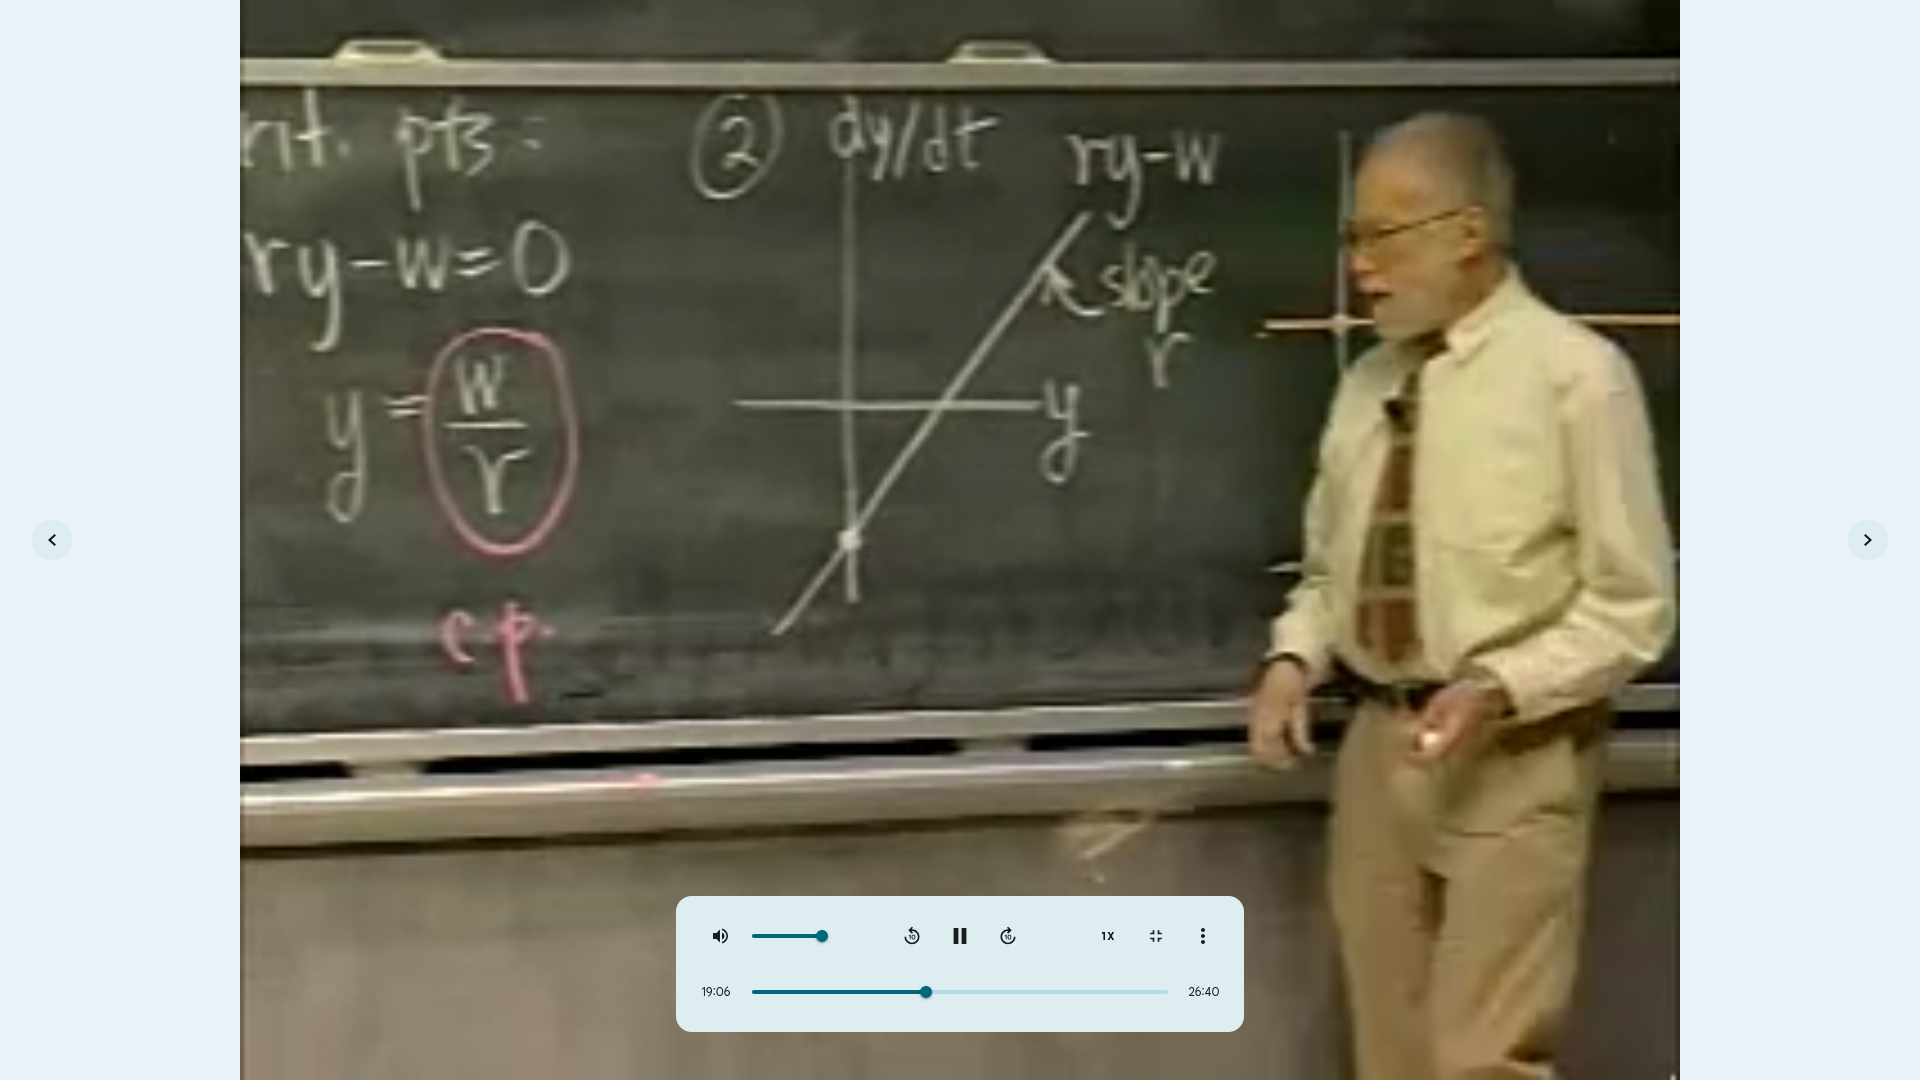 rit. pts:
ry-w=0
y = w/r
c.p.
② dy/dt
ry-w
slope
r
y
1X
19:06
26:40